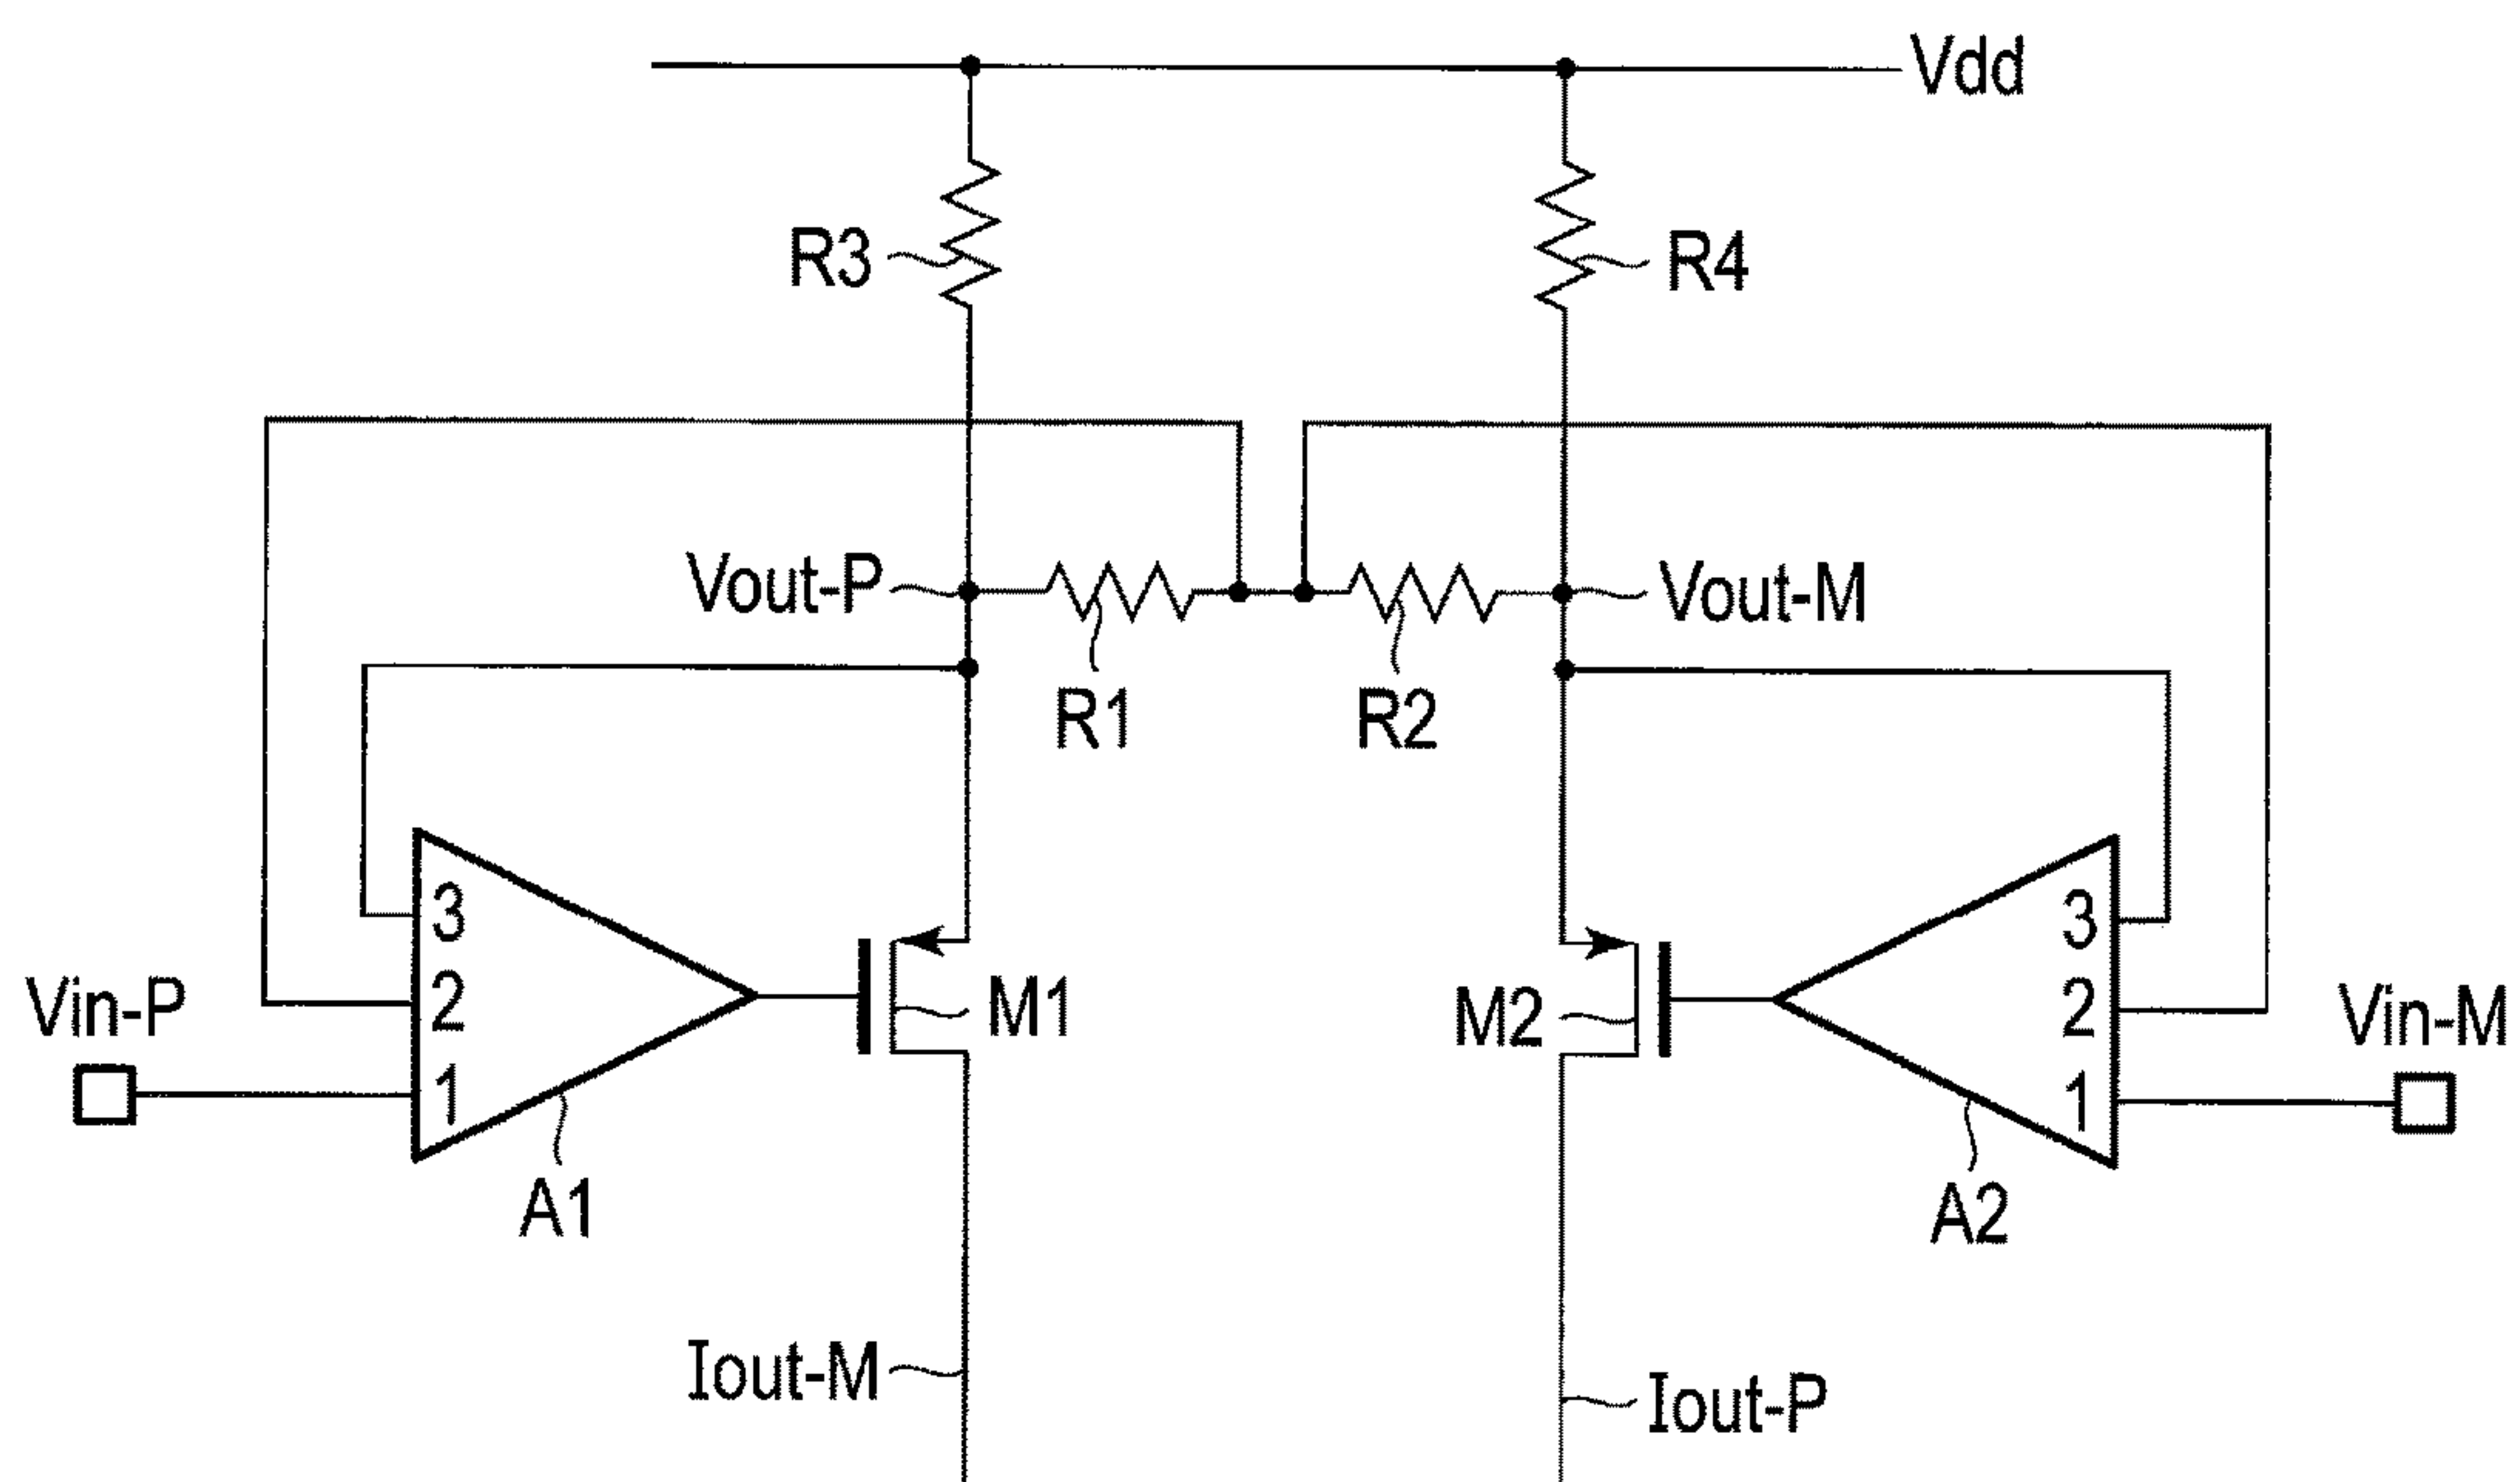 Vdd
R3
R4
Vout-P
Vout-M
R1
R2
3
3
2
2
Vin-P
M1
M2
Vin-M
1
1
A1
A2
Iout-M
Iout-P